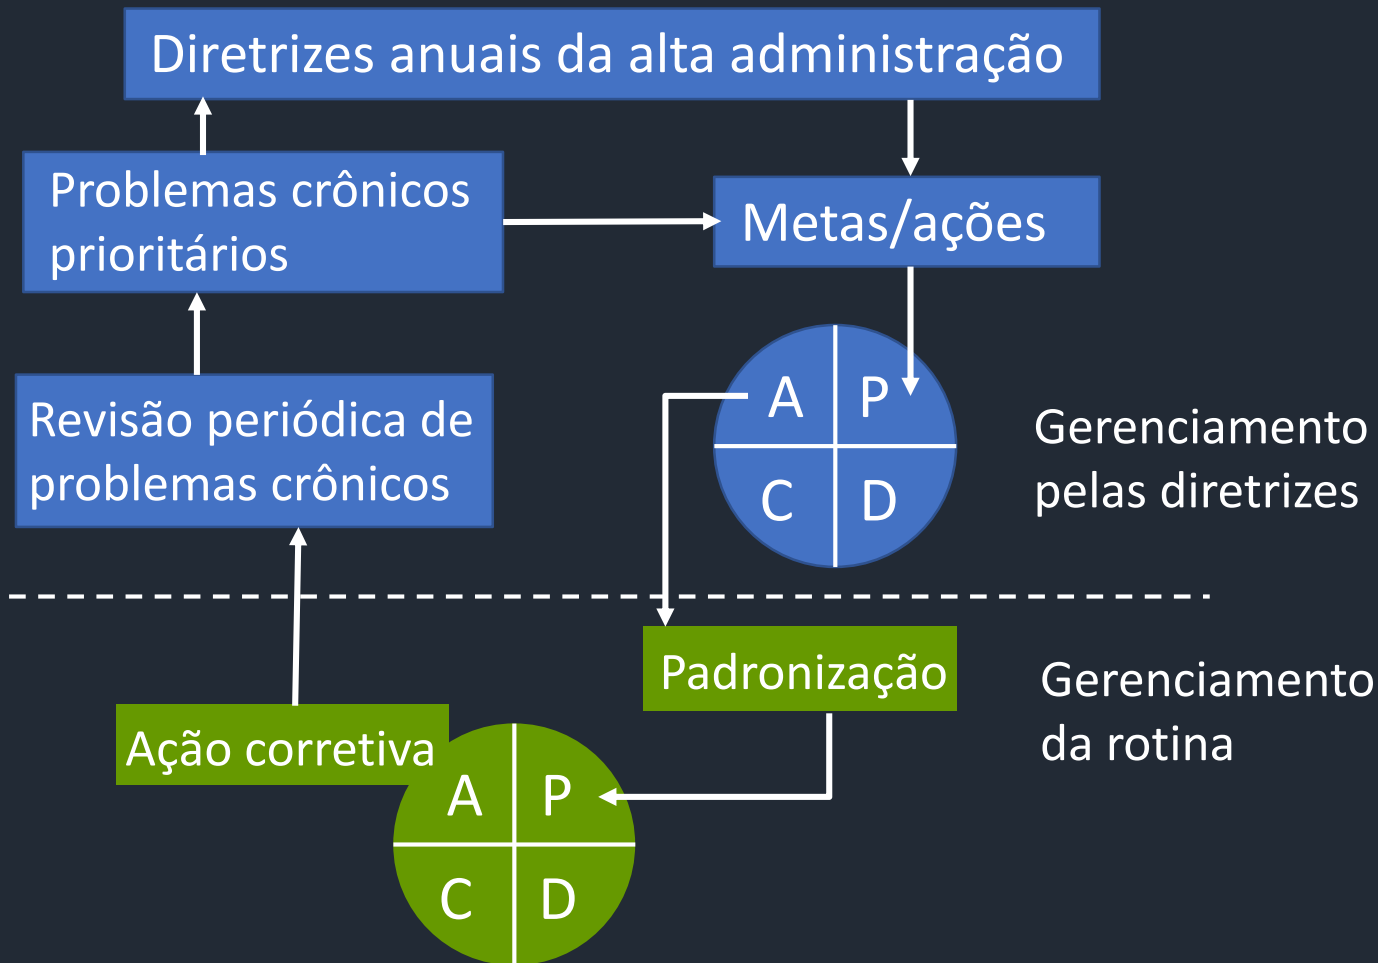 Diretrizes anuais da alta administração
Problemas crônicos
prioritários
Metas/ações
Revisão periódica de
problemas crônicos
A P
C D
Gerenciamento
pelas diretrizes
Padronização
Gerenciamento
da rotina
Ação corretiva
A P
C D